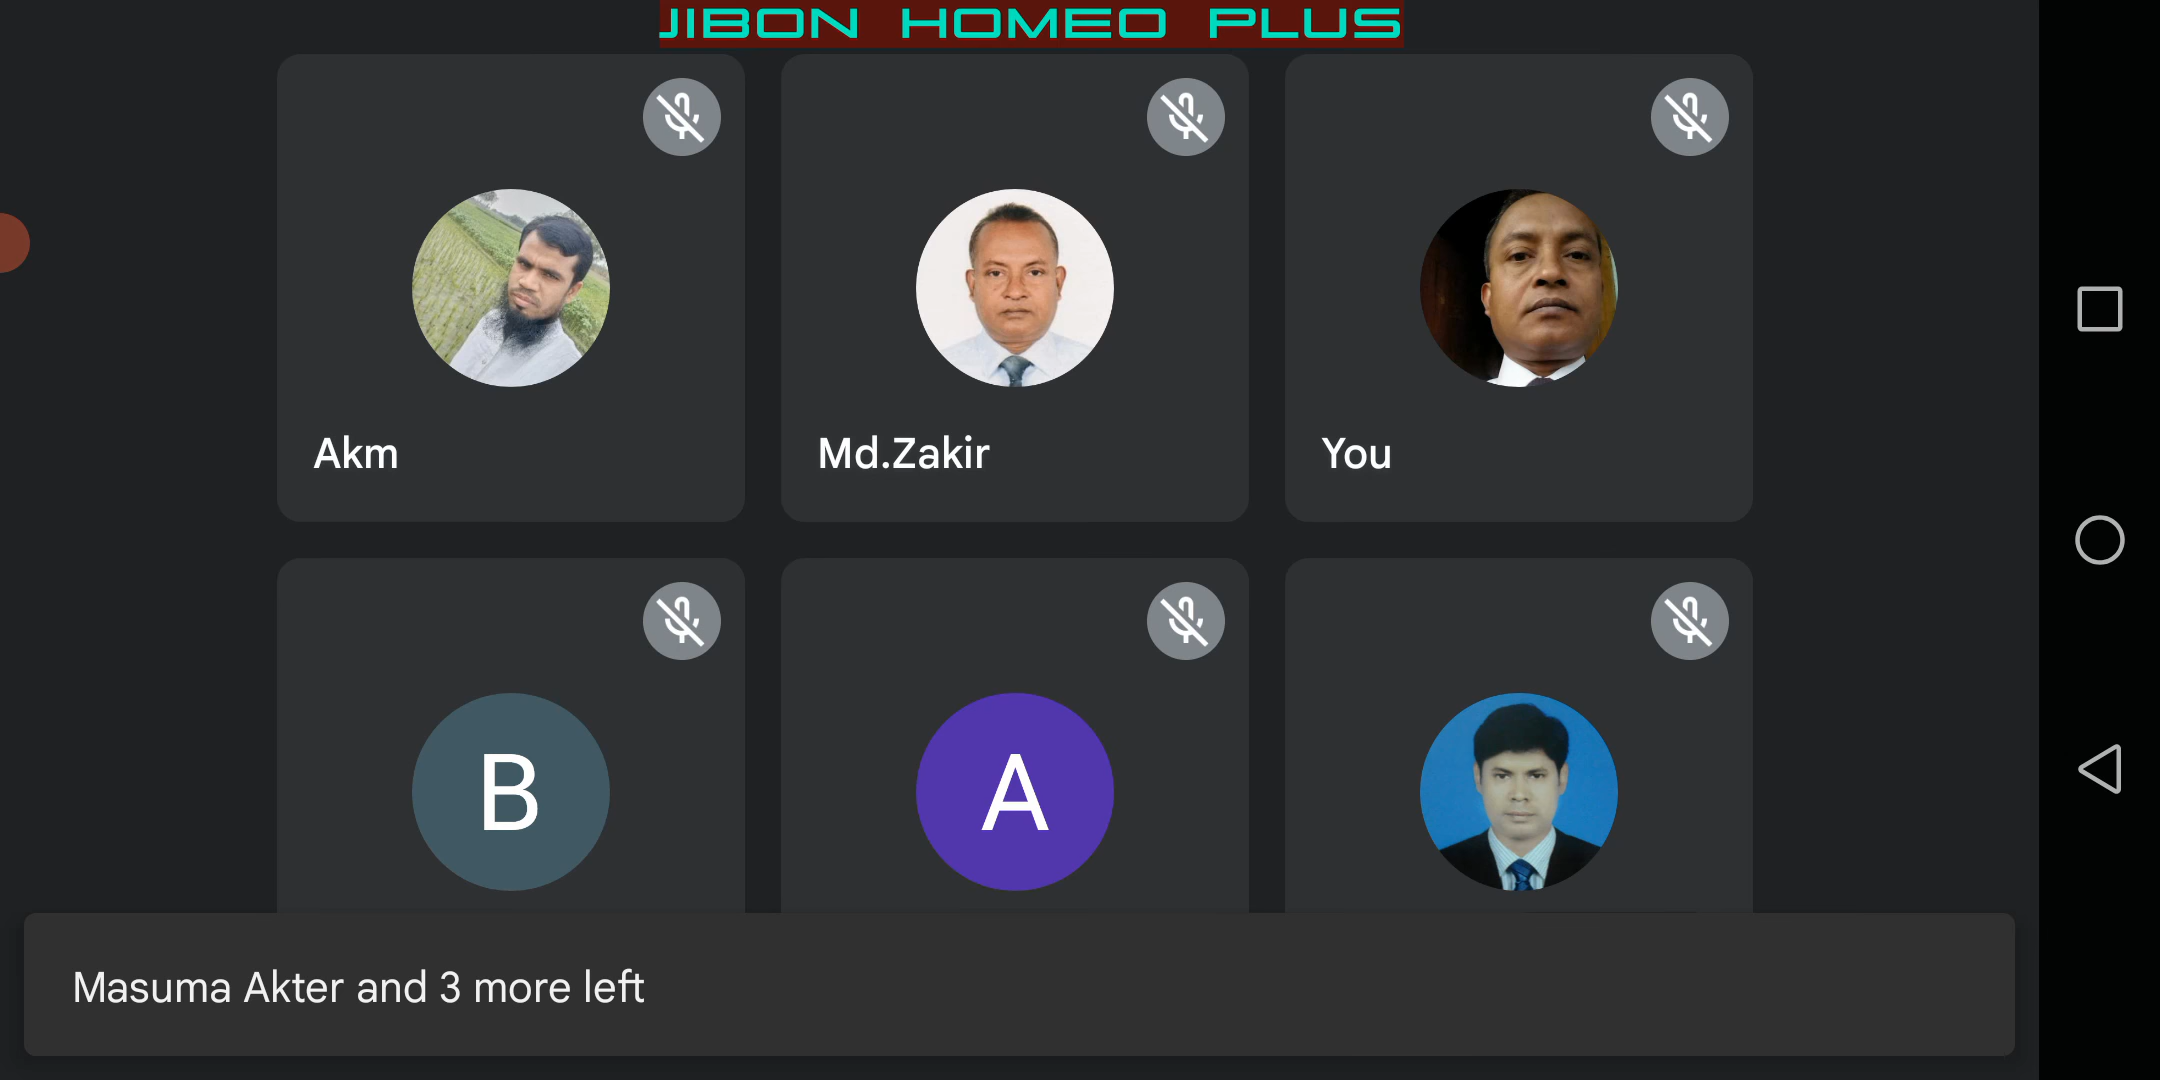 JIBON HOMEO PLUS
Akm
Md.Zakir
You
B
A
Masuma Akter and 3 more left